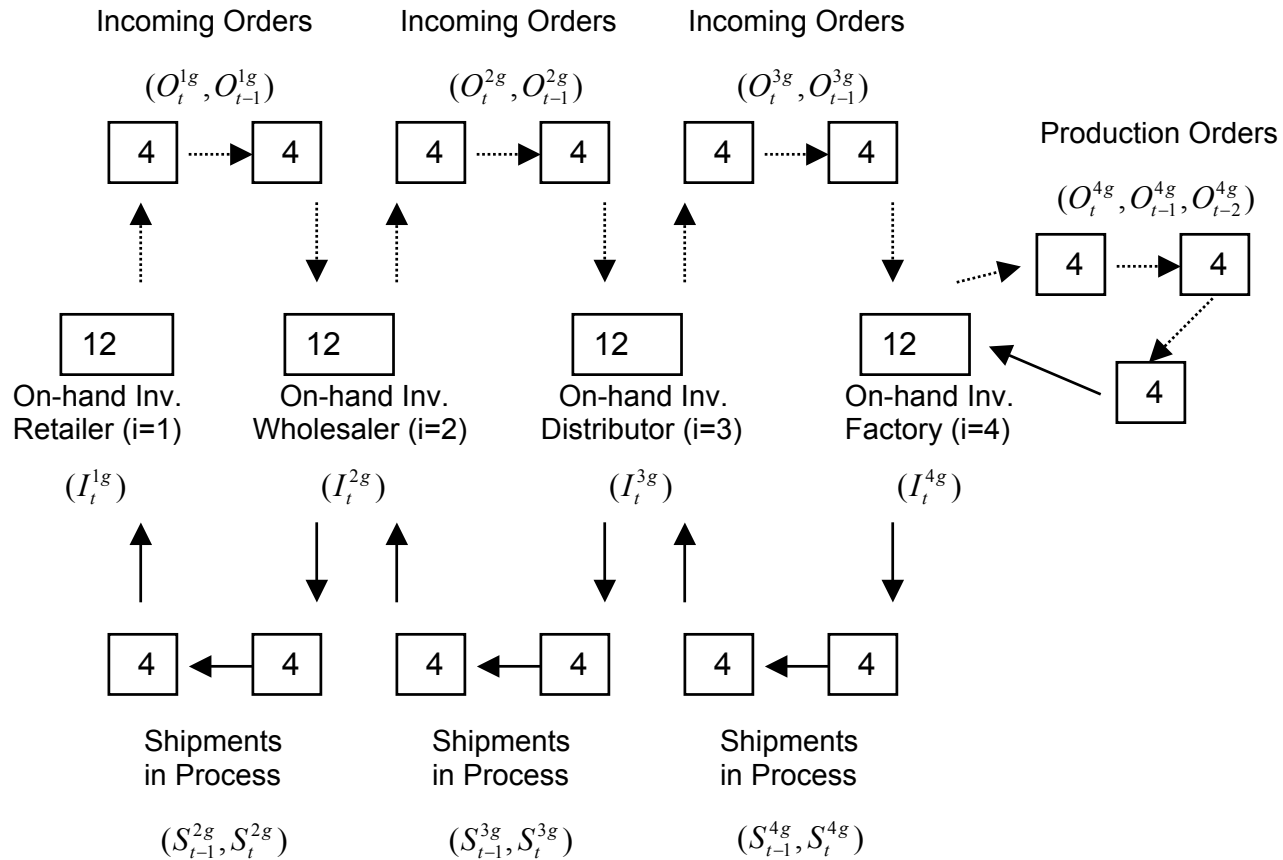 Incoming Orders Incoming Orders Incoming Orders
(O_t^{1g}, O_{t-1}^{1g}) (O_t^{2g}, O_{t-1}^{2g}) (O_t^{3g}, O_{t-1}^{3g})
4 4 4 4 4 4
Production Orders
(O_t^{4g}, O_{t-1}^{4g}, O_{t-2}^{4g})
4 4
12 12 12 12
4
On-hand Inv. On-hand Inv. On-hand Inv. On-hand Inv.
Retailer (i=1) Wholesaler (i=2) Distributor (i=3) Factory (i=4)
(I_t^{1g}) (I_t^{2g}) (I_t^{3g}) (I_t^{4g})
4 4 4 4 4 4
Shipments Shipments Shipments
in Process in Process in Process
(S_{t-1}^{2g}, S_t^{2g}) (S_{t-1}^{3g}, S_t^{3g}) (S_{t-1}^{4g}, S_t^{4g})